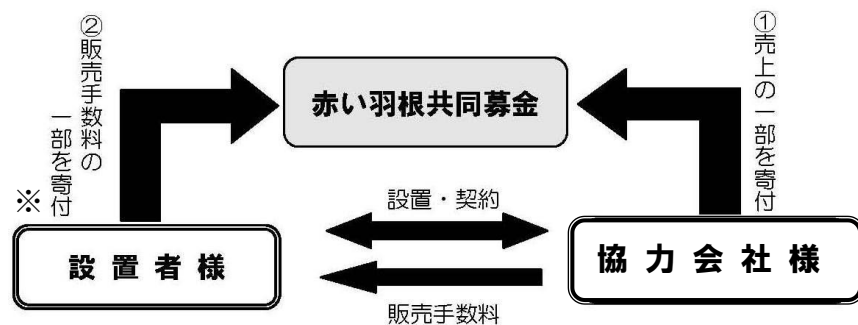 ②販売手数料の
一部を寄付
※
赤い羽根共同募金
①売上の一部を寄付
設置・契約
設置者様
協力会社様
販売手数料